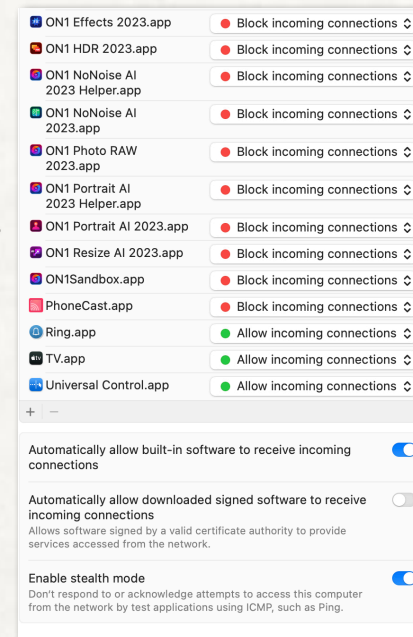 ON1 Effects 2023.app Block incoming connections
ON1 HDR 2023.app Block incoming connections
ON1 NoNoise AI Block incoming connections
2023 Helper.app
ON1 NoNoise AI Block incoming connections
2023.app
ON1 Photo RAW Block incoming connections
2023.app
ON1 Portrait AI Block incoming connections
2023 Helper.app
ON1 Portrait AI 2023.app Block incoming connections
ON1 Resize AI 2023.app Block incoming connections
ON1Sandbox.app Block incoming connections
PhoneCast.app Block incoming connections
Ring.app Allow incoming connections
TV.app Allow incoming connections
Universal Control.app Allow incoming connections
+ −
Automatically allow built-in software to receive incoming
connections
Automatically allow downloaded signed software to receive
incoming connections
Allows software signed by a valid certificate authority to provide
services accessed from the network.
Enable stealth mode
Don't respond to or acknowledge attempts to access this computer
from the network by test applications using ICMP, such as Ping.